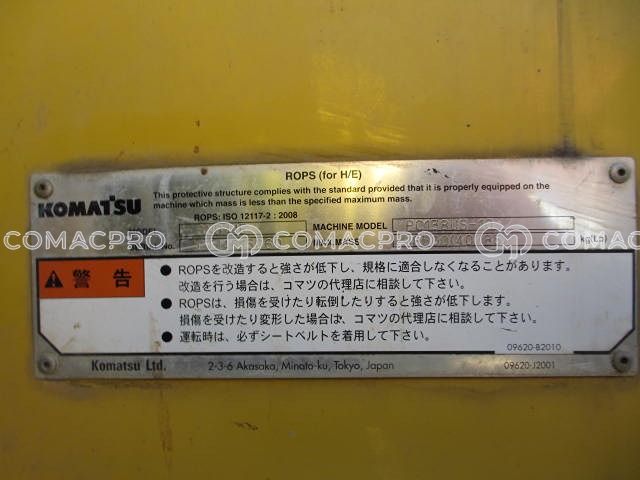 ROPS (for H/E)
This protective structure complies with the standard provided that it is properly equipped on the
machine which mass is less than the specified maximum mass.
KOMATSU
ROPS: ISO 12117-2 : 2008
MACHINE MODEL
No.
MAX MASS
COMACPRO COMACPRO COMACPRO
警 告
● ROPSを改造すると強さが低下し、規格に適合しなくなることがあります。
改造を行う場合は、コマツの代理店に相談して下さい。
● ROPSは、損傷を受けたり転倒したりすると強さが低下します。
損傷を受けたり変形した場合は、コマツの代理店に相談して下さい。
● 運転時は、必ずシートベルトを着用して下さい。
09620-B2010
Komatsu Ltd. 2-3-6 Akasaka, Minato-ku, Tokyo, Japan 09620-J2001